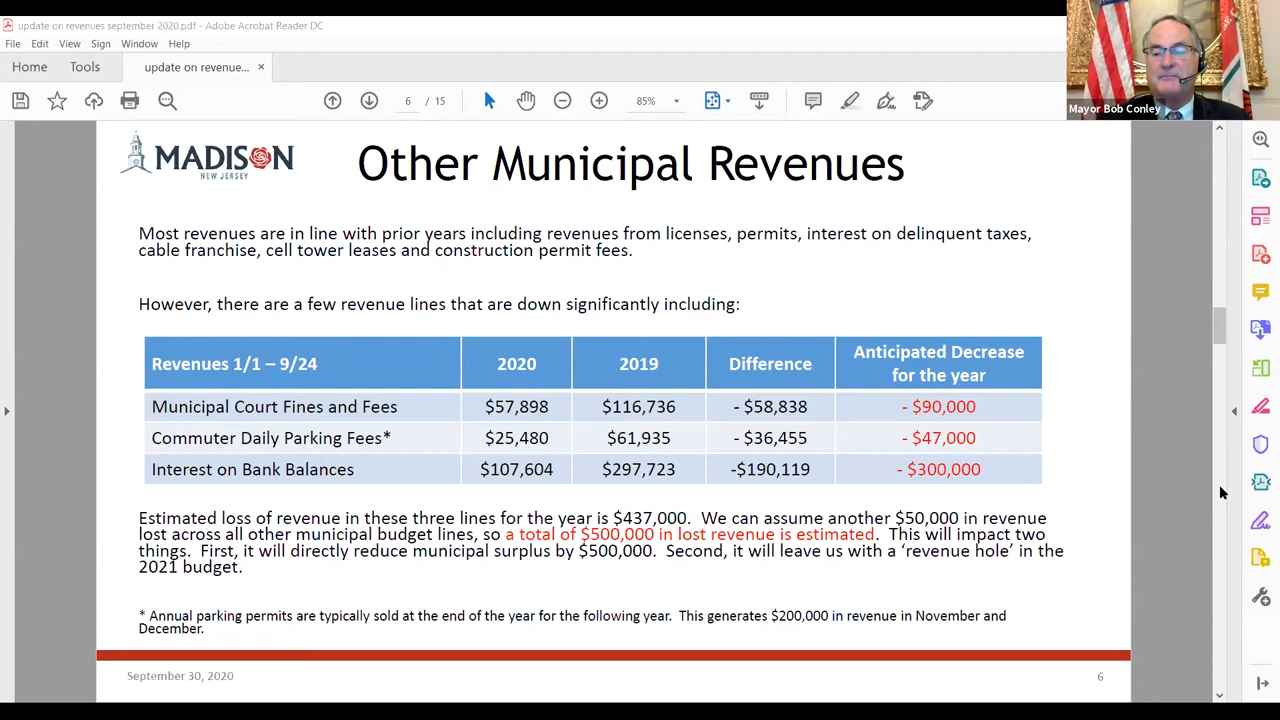 update on revenues september 2020.pdf - Adobe Acrobat Reader DC
File Edit View Sign Window Help
Home Tools update on revenue... ×
6 / 15 85%
Mayor Bob Conley
MADISON
NEW JERSEY
Other Municipal Revenues
Most revenues are in line with prior years including revenues from licenses, permits, interest on delinquent taxes,
cable franchise, cell tower leases and construction permit fees.
However, there are a few revenue lines that are down significantly including:
Revenues 1/1 – 9/24 2020 2019 Difference Anticipated Decrease
for the year
Municipal Court Fines and Fees $57,898 $116,736 - $58,838 - $90,000
Commuter Daily Parking Fees* $25,480 $61,935 - $36,455 - $47,000
Interest on Bank Balances $107,604 $297,723 -$190,119 - $300,000
Estimated loss of revenue in these three lines for the year is $437,000. We can assume another $50,000 in revenue
lost across all other municipal budget lines, so a total of $500,000 in lost revenue is estimated. This will impact two
things. First, it will directly reduce municipal surplus by $500,000. Second, it will leave us with a ‘revenue hole’ in the
2021 budget.
* Annual parking permits are typically sold at the end of the year for the following year. This generates $200,000 in revenue in November and
December.
September 30, 2020 6